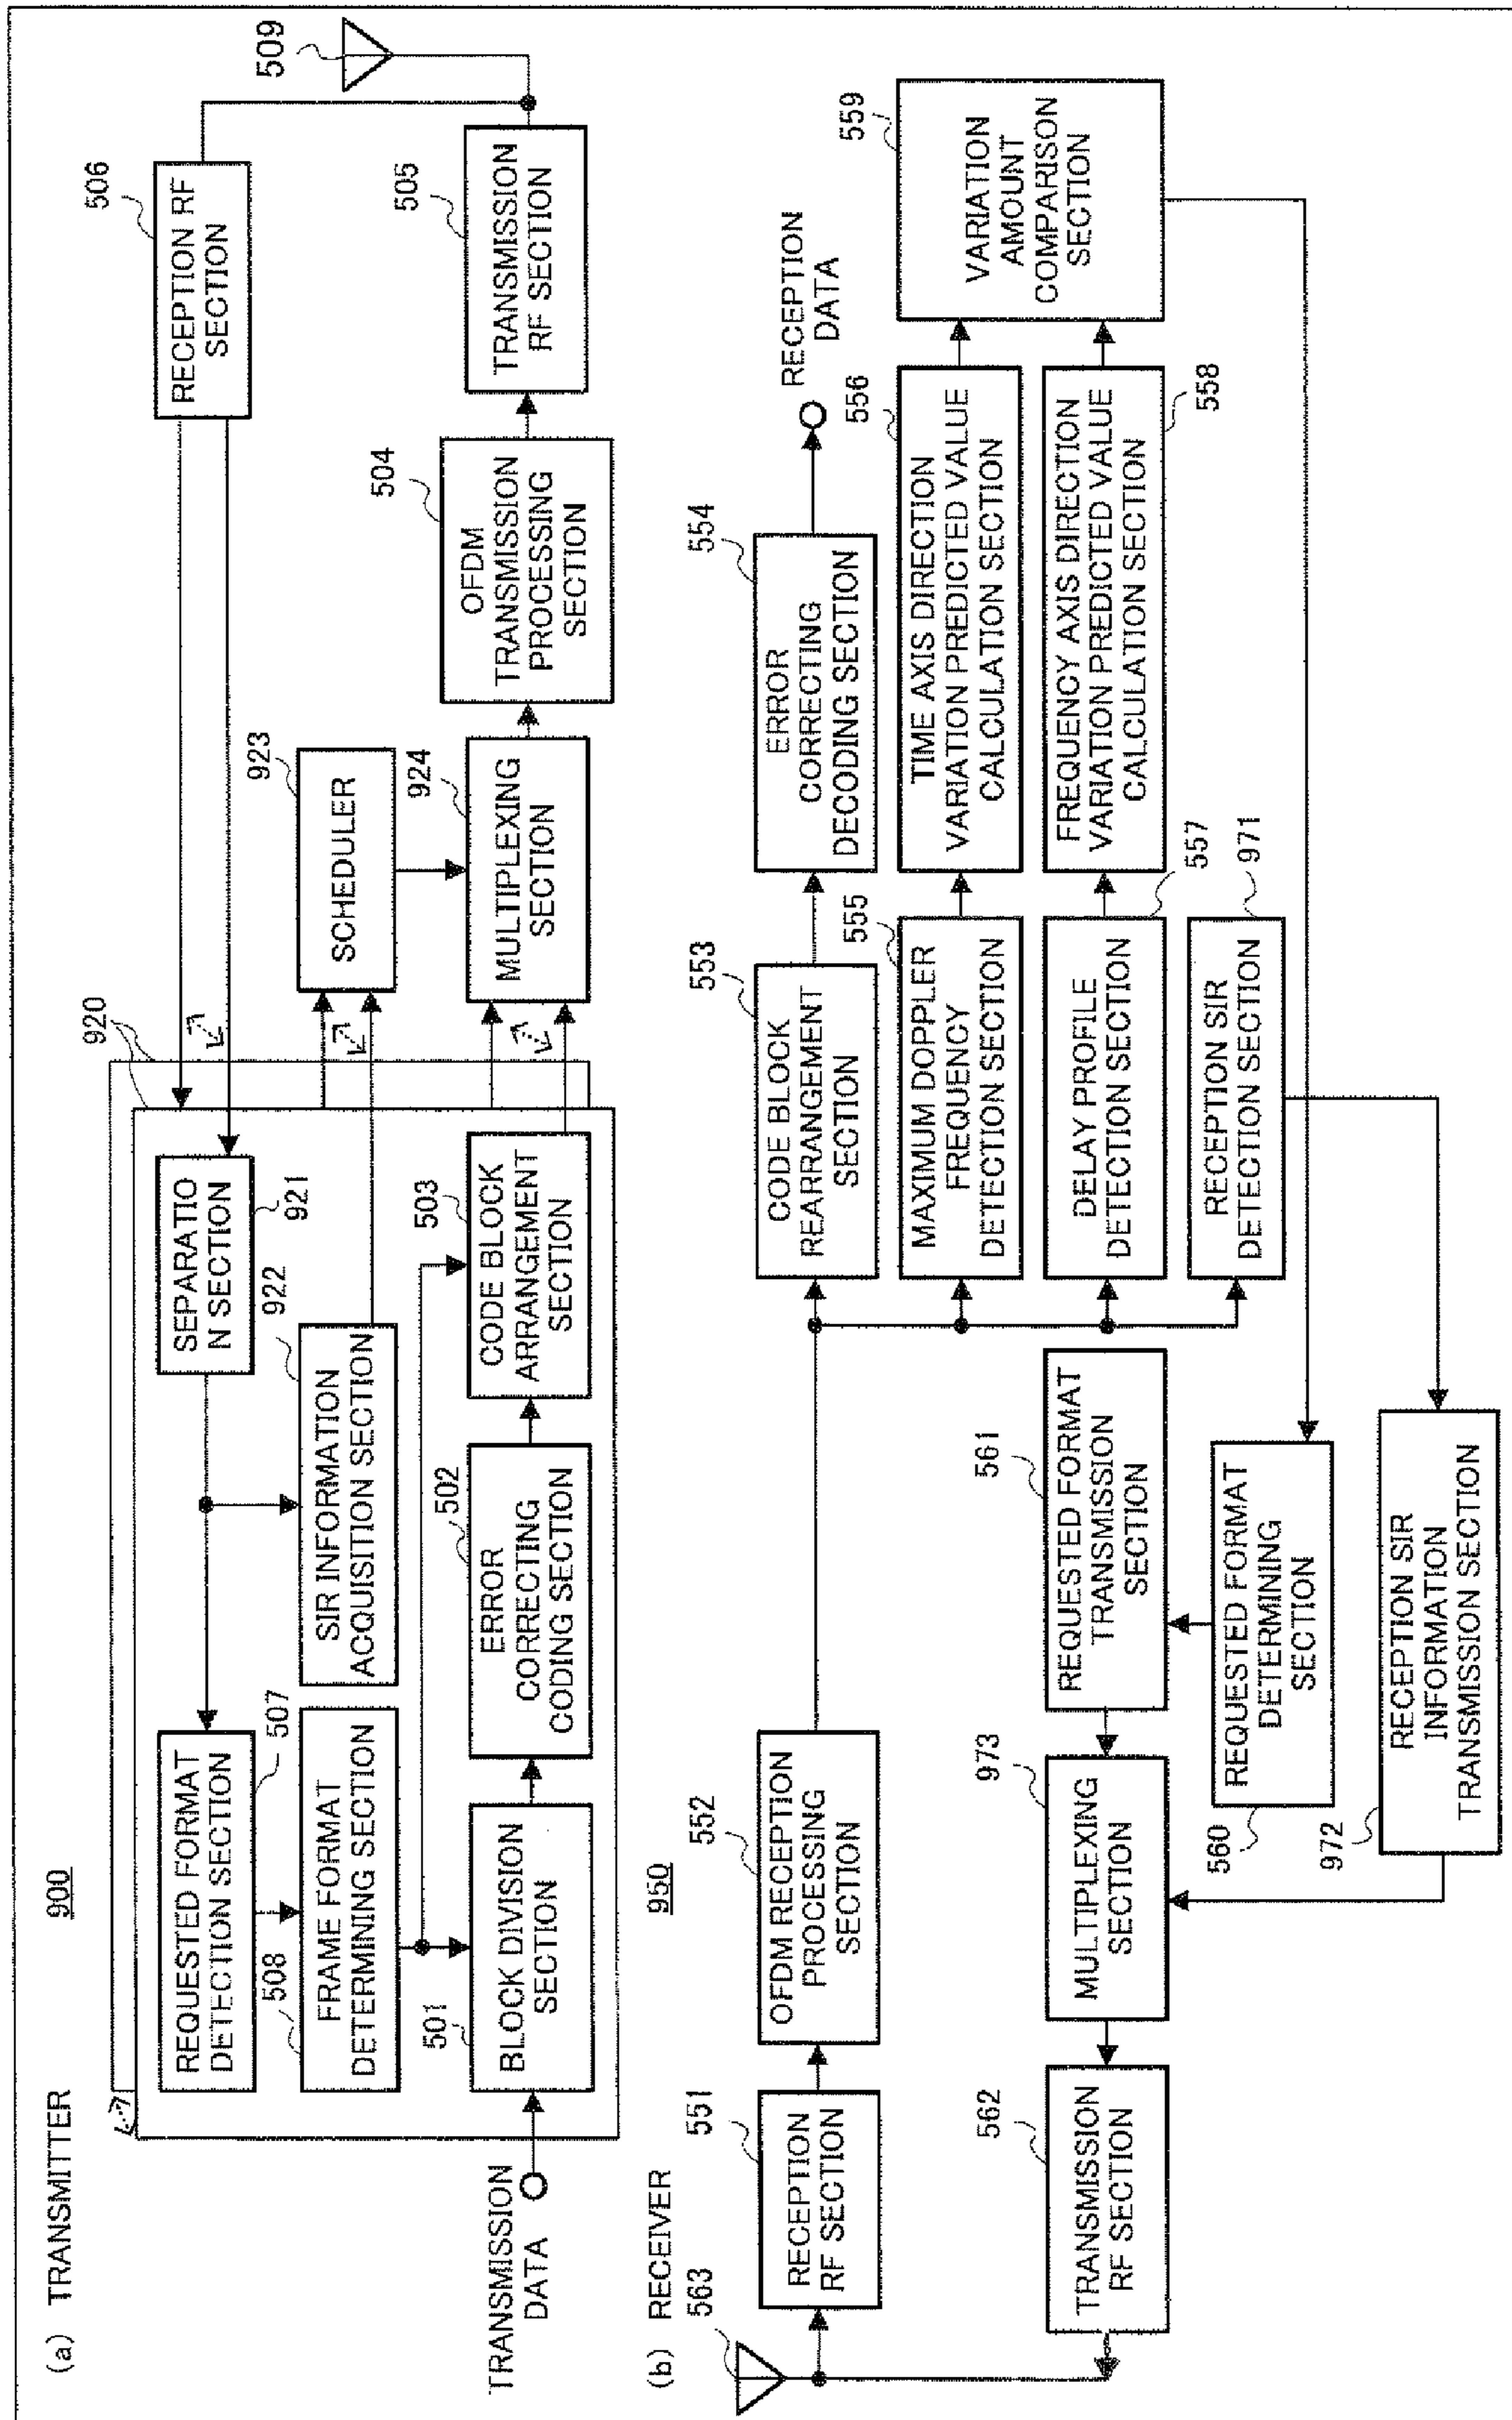 (a) TRANSMITTER
900
920
REQUESTED FORMAT
DETECTION SECTION
507
SEPARATIO
N SECTION
921
RECEPTION RF
SECTION
506
509
508
FRAME FORMAT
DETERMINING SECTION
SIR INFORMATION
ACQUISITION SECTION
922
SCHEDULER
923
TRANSMISSION
DATA
501
BLOCK DIVISION
SECTION
ERROR
CORRECTING
CODING SECTION
502
CODE BLOCK
ARRANGEMENT
SECTION
503
MULTIPLEXING
SECTION
924
OFDM
TRANSMISSION
PROCESSING
SECTION
504
TRANSMISSION
RF SECTION
505
(b) RECEIVER
950
563
RECEPTION
RF SECTION
551
OFDM RECEPTION
PROCESSING
SECTION
552
CODE BLOCK
REARRANGEMENT
SECTION
553
ERROR
CORRECTING
DECODING SECTION
554
RECEPTION
DATA
MAXIMUM DOPPLER
FREQUENCY
DETECTION SECTION
555
TIME AXIS DIRECTION
VARIATION PREDICTED VALUE
CALCULATION SECTION
556
VARIATION
AMOUNT
COMPARISON
SECTION
559
DELAY PROFILE
DETECTION SECTION
557
FREQUENCY AXIS DIRECTION
VARIATION PREDICTED VALUE
CALCULATION SECTION
558
RECEPTION SIR
DETECTION SECTION
971
TRANSMISSION
RF SECTION
562
MULTIPLEXING
SECTION
973
REQUESTED FORMAT
TRANSMISSION
SECTION
561
REQUESTED FORMAT
DETERMINING
SECTION
560
RECEPTION SIR
INFORMATION
TRANSMISSION SECTION
972